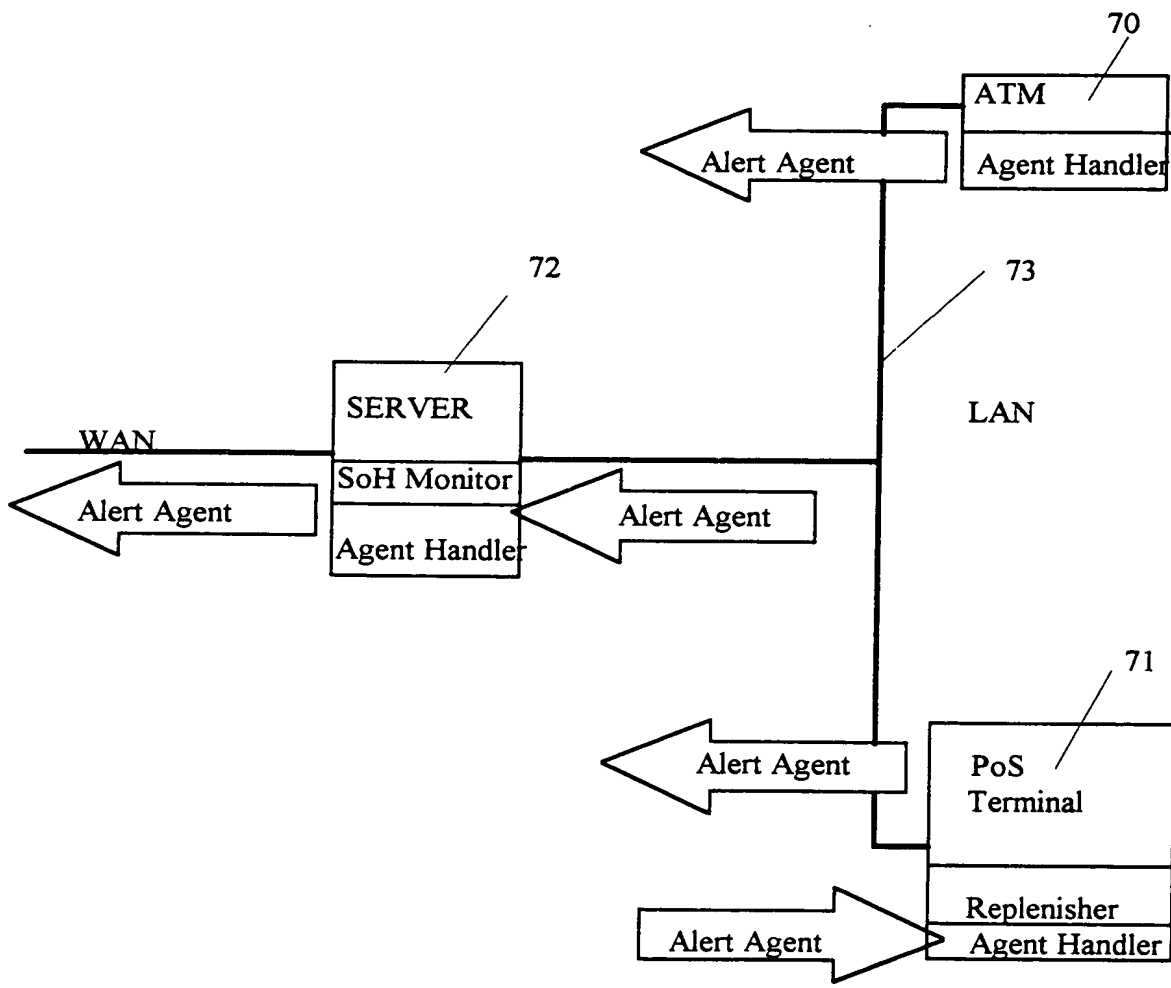 70
ATM
Alert Agent
Agent Handler
72
73
SERVER
LAN
WAN
SoH Monitor
Alert Agent
Alert Agent
Agent Handler
71
Alert Agent
PoS
Terminal
Replenisher
Alert Agent
Agent Handler